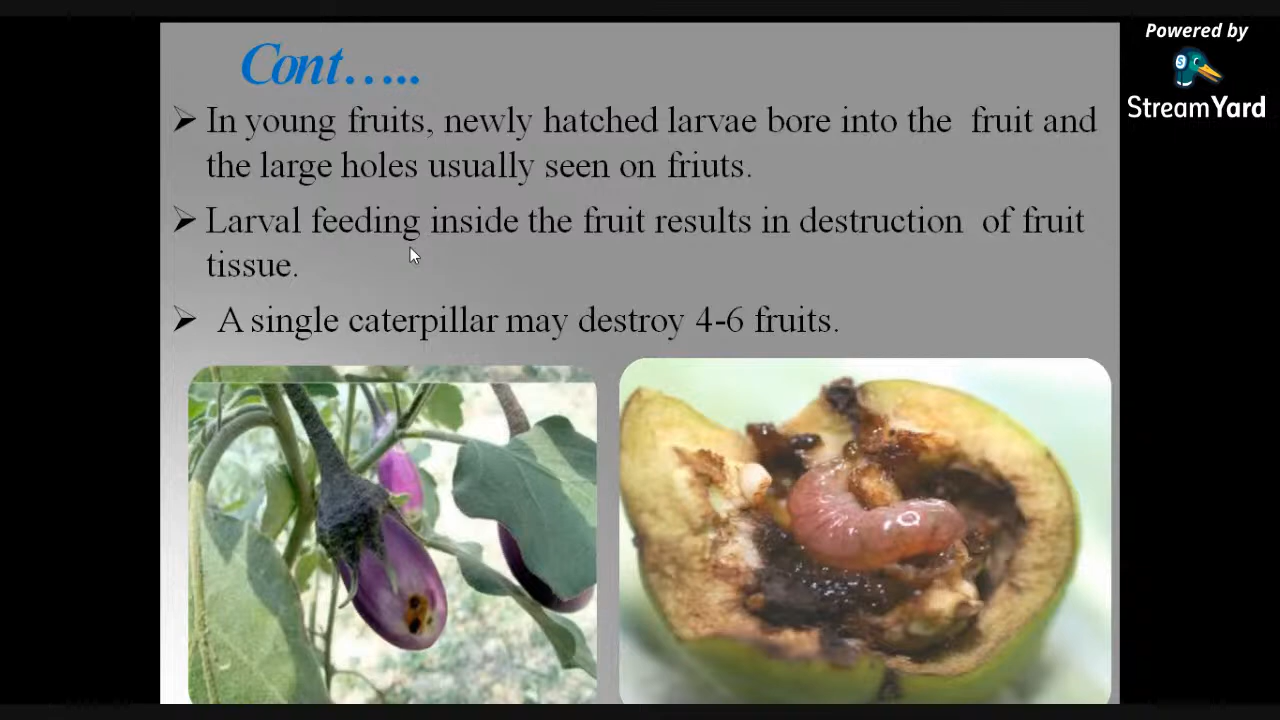 Cont…..
➢ In young fruits, newly hatched larvae bore into the fruit and
the large holes usually seen on friuts.
➢ Larval feeding inside the fruit results in destruction of fruit
tissue.
➢ A single caterpillar may destroy 4-6 fruits.
Powered by
StreamYard